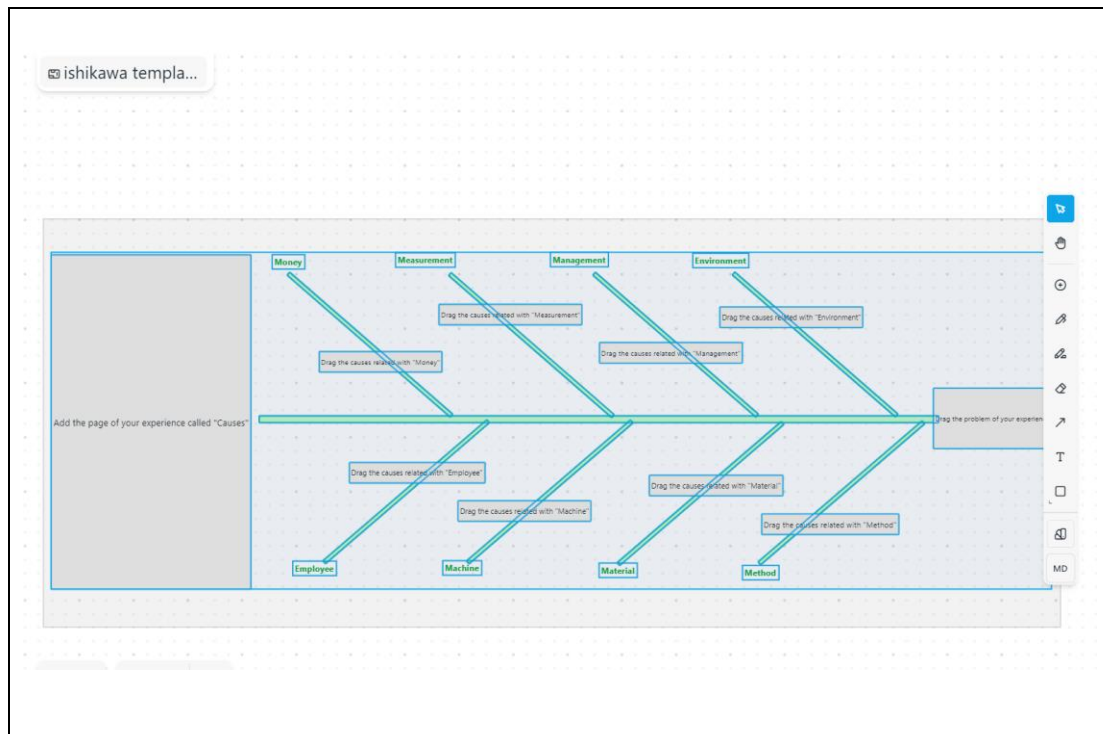 ishikawa templa...
Money
Measurement
Management
Environment
Drag the causes related with "Measurement"
Drag the causes related with "Environment"
Drag the causes related with "Management"
Drag the causes related with "Money"
Add the page of your experience called "Causes"
Drag the problem of your experien
Drag the causes related with "Employee"
Drag the causes related with "Material"
Drag the causes related with "Machine"
Drag the causes related with "Method"
Employee
Machine
Material
Method
T
MD